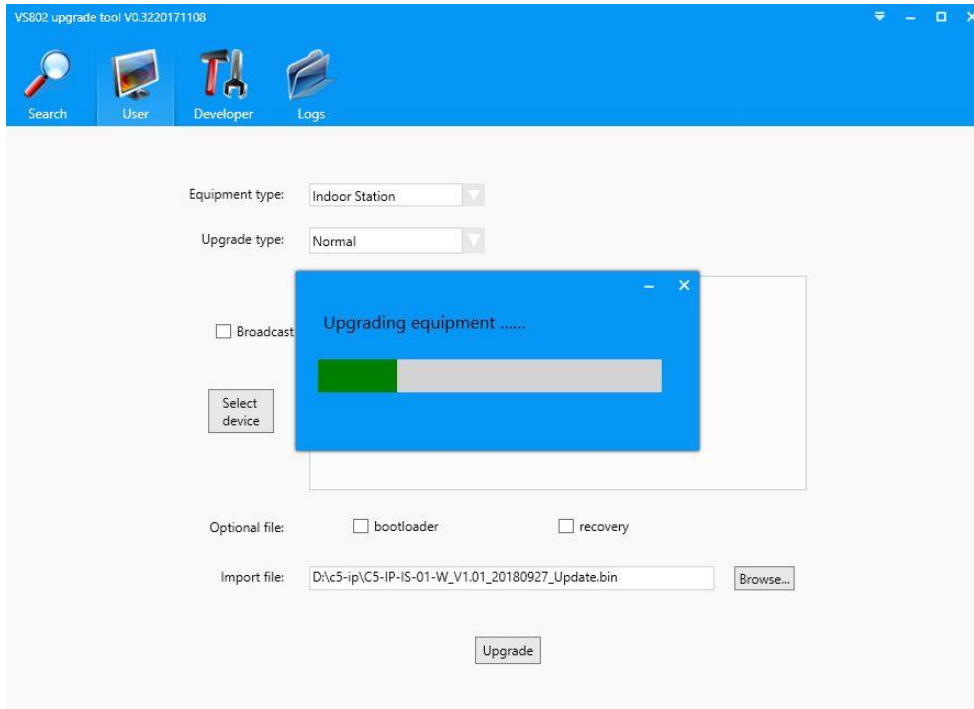 VS802 upgrade tool V0.3220171108
Search
User
Developer
Logs
Equipment type:
Indoor Station
Upgrade type:
Normal
Broadcast
Upgrading equipment ......
Select
device
Optional file:
bootloader
recovery
Import file:
D:\c5-ip\C5-IP-IS-01-W_V1.01_20180927_Update.bin
Browse...
Upgrade